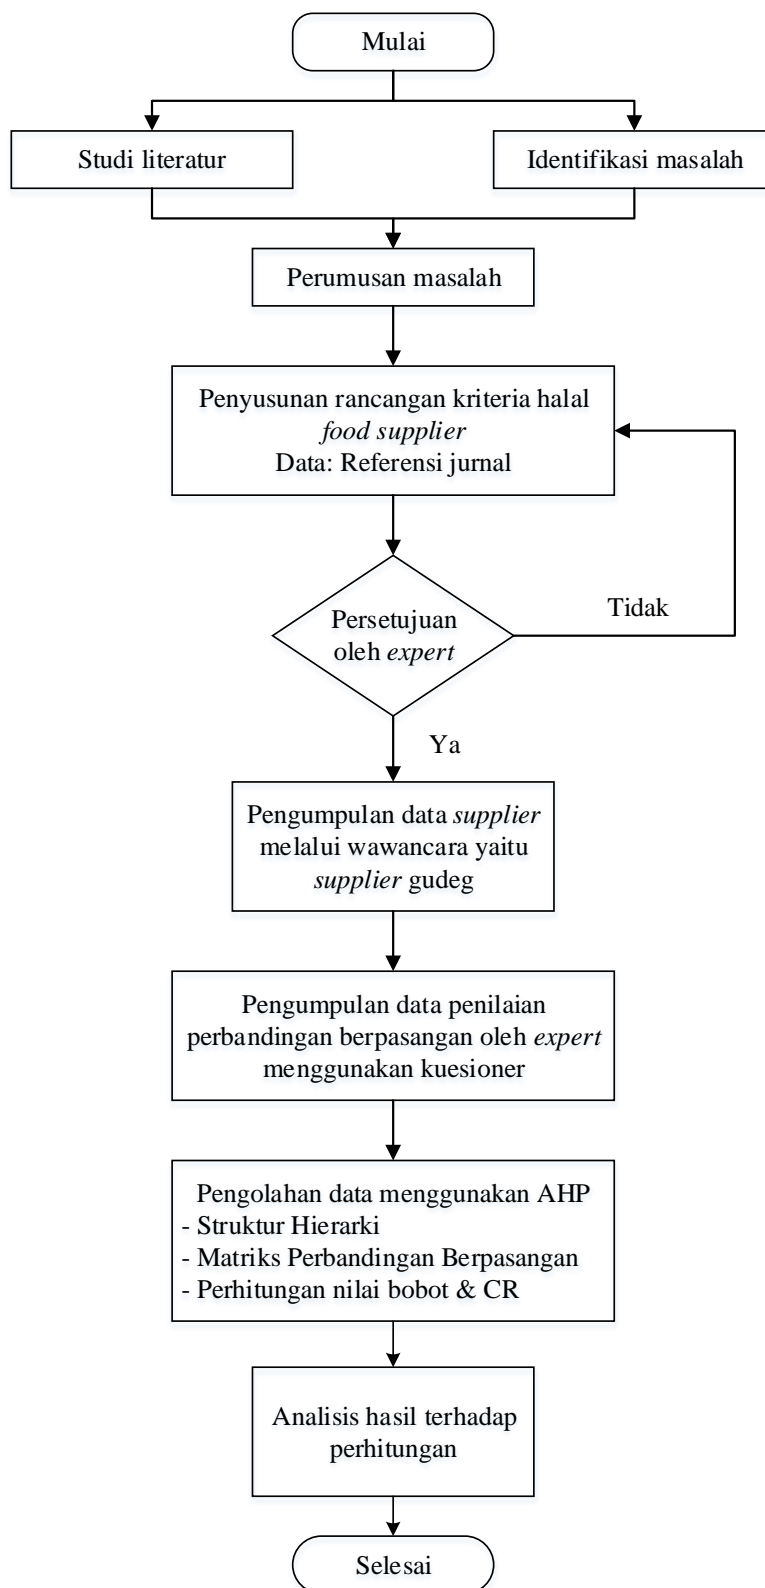 Mulai
Studi literatur
Identifikasi masalah
Perumusan masalah
Penyusunan rancangan kriteria halal
food supplier
Data: Referensi jurnal
Persetujuan
oleh expert
Tidak
Ya
Pengumpulan data supplier
melalui wawancara yaitu
supplier gudeg
Pengumpulan data penilaian
perbandingan berpasangan oleh expert
menggunakan kuesioner
Pengolahan data menggunakan AHP
- Struktur Hierarki
- Matriks Perbandingan Berpasangan
- Perhitungan nilai bobot & CR
Analisis hasil terhadap
perhitungan
Selesai